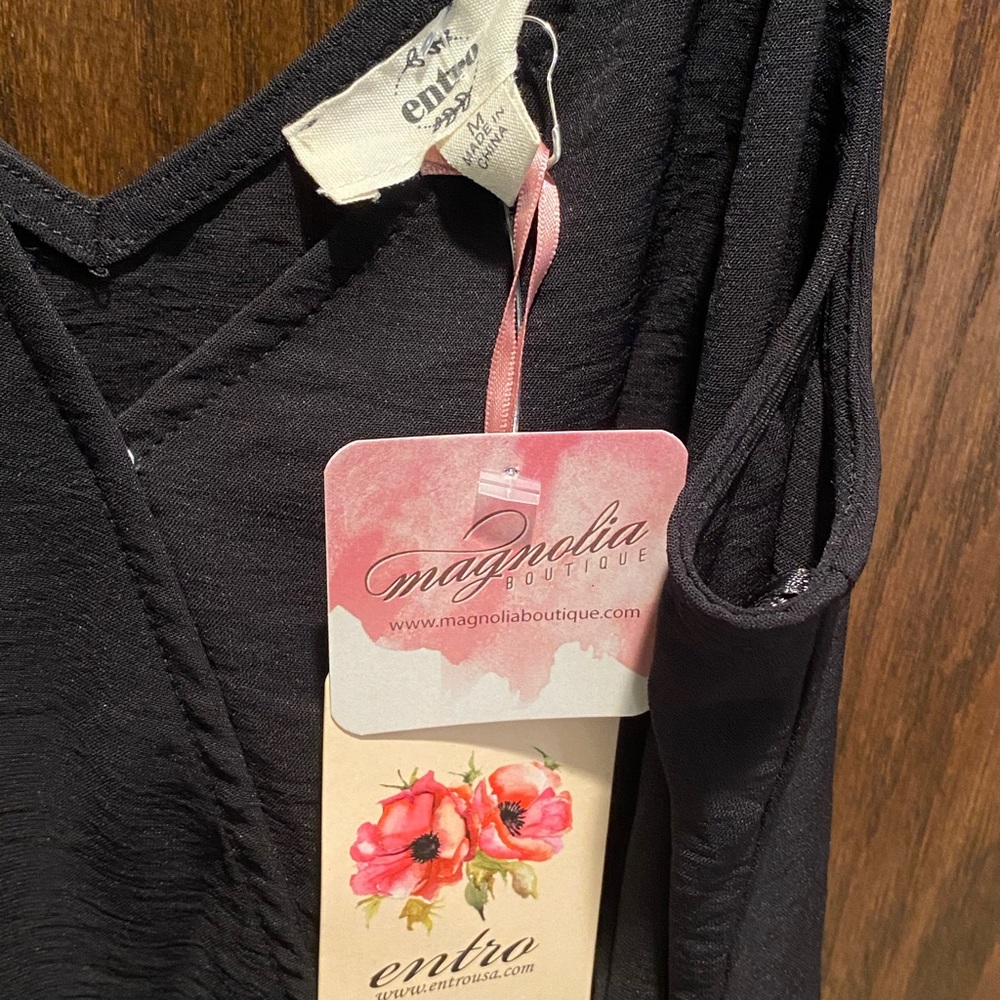 entro
M
MADE IN
CHINA
magnolia
BOUTIQUE
www.magnoliaboutique.com
entro
www.entrousa.com